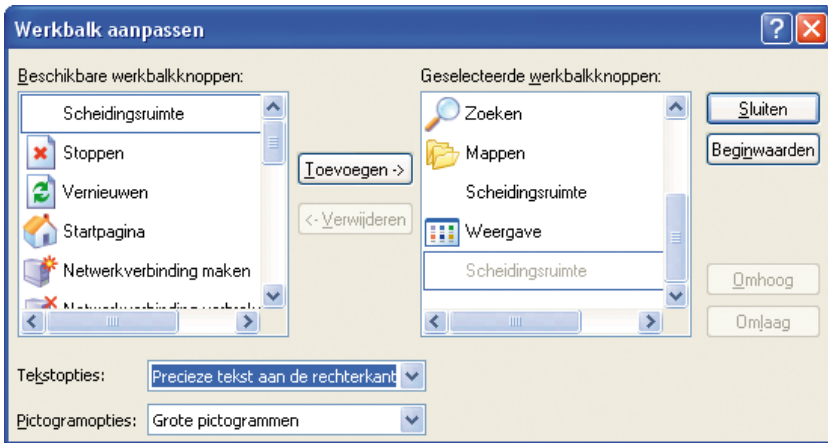 Werkbalk aanpassen
Beschikbare werkbalkknoppen:
Scheidingsruimte
Stoppen
Vernieuwen
Startpagina
Netwerkverbinding maken
Toevoegen ->
<- Verwijderen
Geselecteerde werkbalkknoppen:
Zoeken
Mappen
Scheidingsruimte
Weergave
Scheidingsruimte
Sluiten
Beginwaarden
Omhoog
Omlaag
Tekstopties:
Precieze tekst aan de rechterkant
Pictogramopties:
Grote pictogrammen